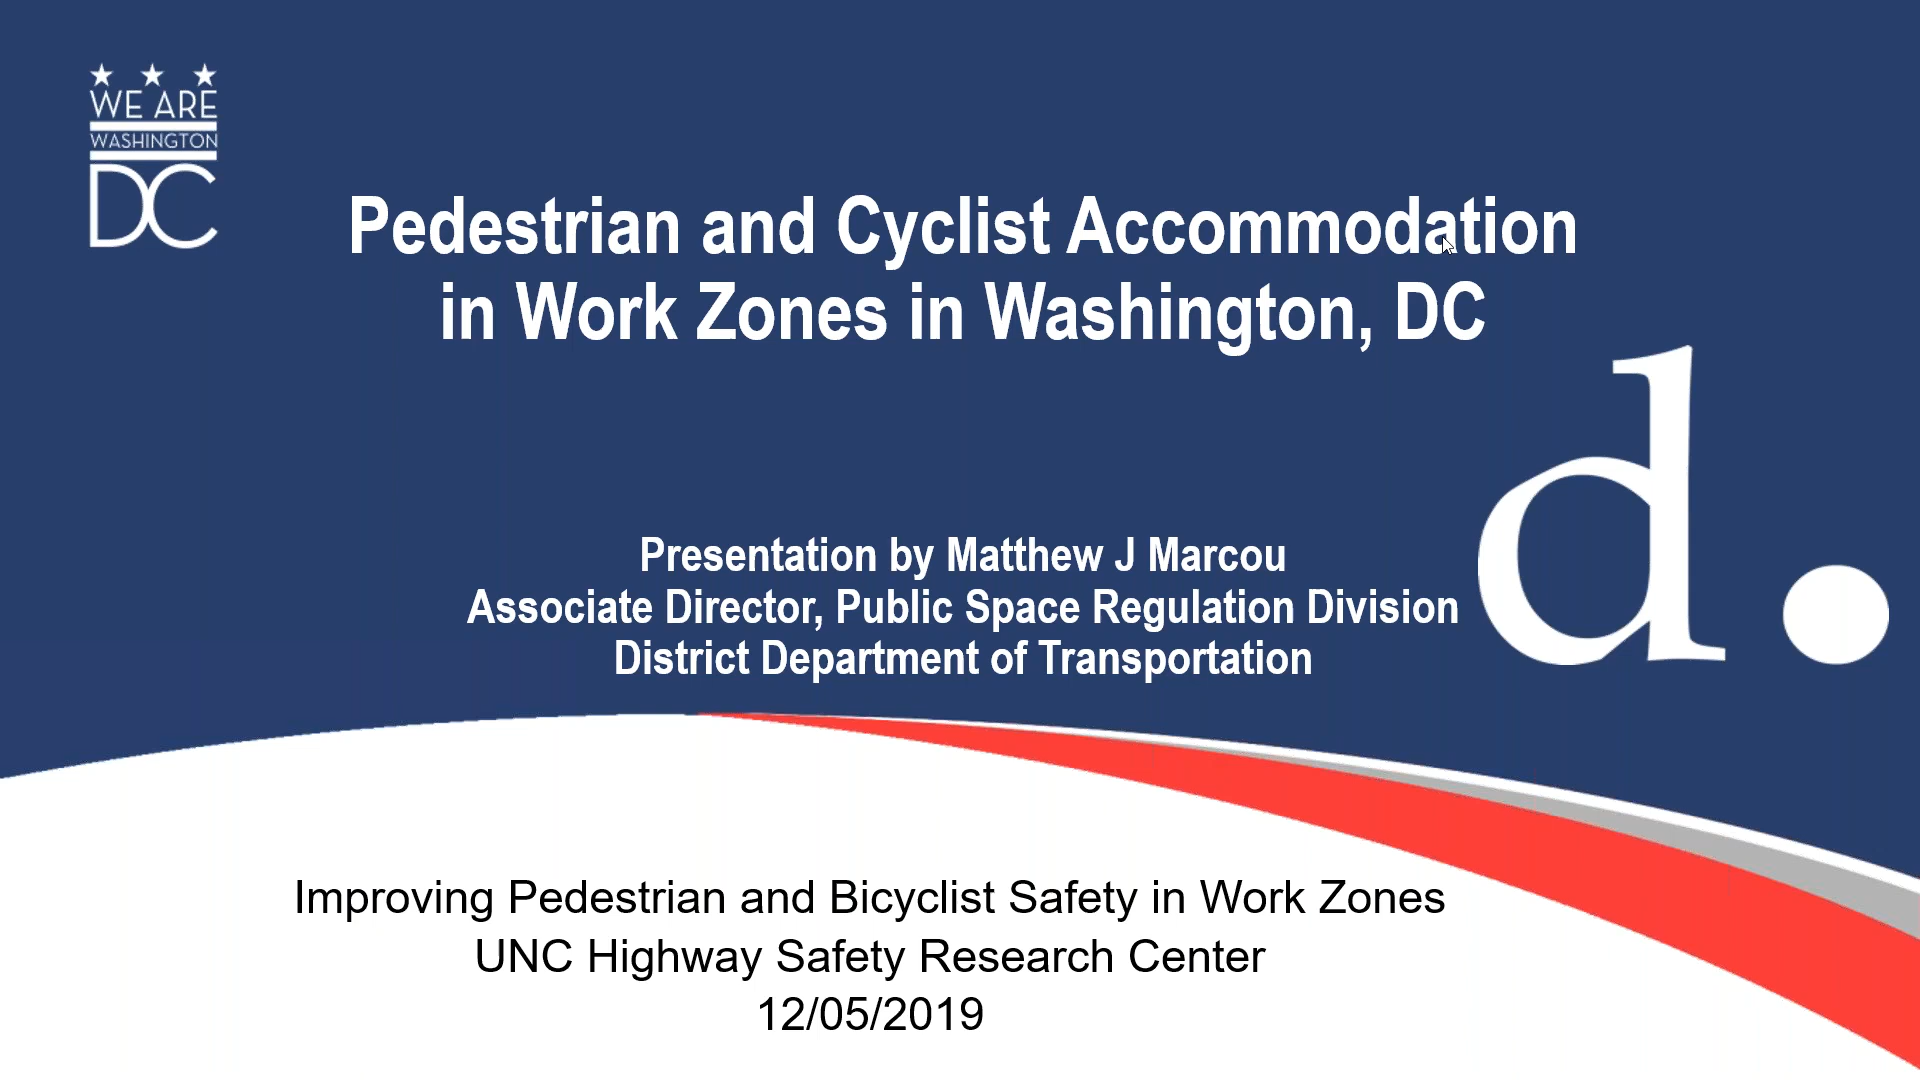 WE ARE
WASHINGTON
DC
Pedestrian and Cyclist Accommodation
in Work Zones in Washington, DC
d.
Presentation by Matthew J Marcou
Associate Director, Public Space Regulation Division
District Department of Transportation
Improving Pedestrian and Bicyclist Safety in Work Zones
UNC Highway Safety Research Center
12/05/2019